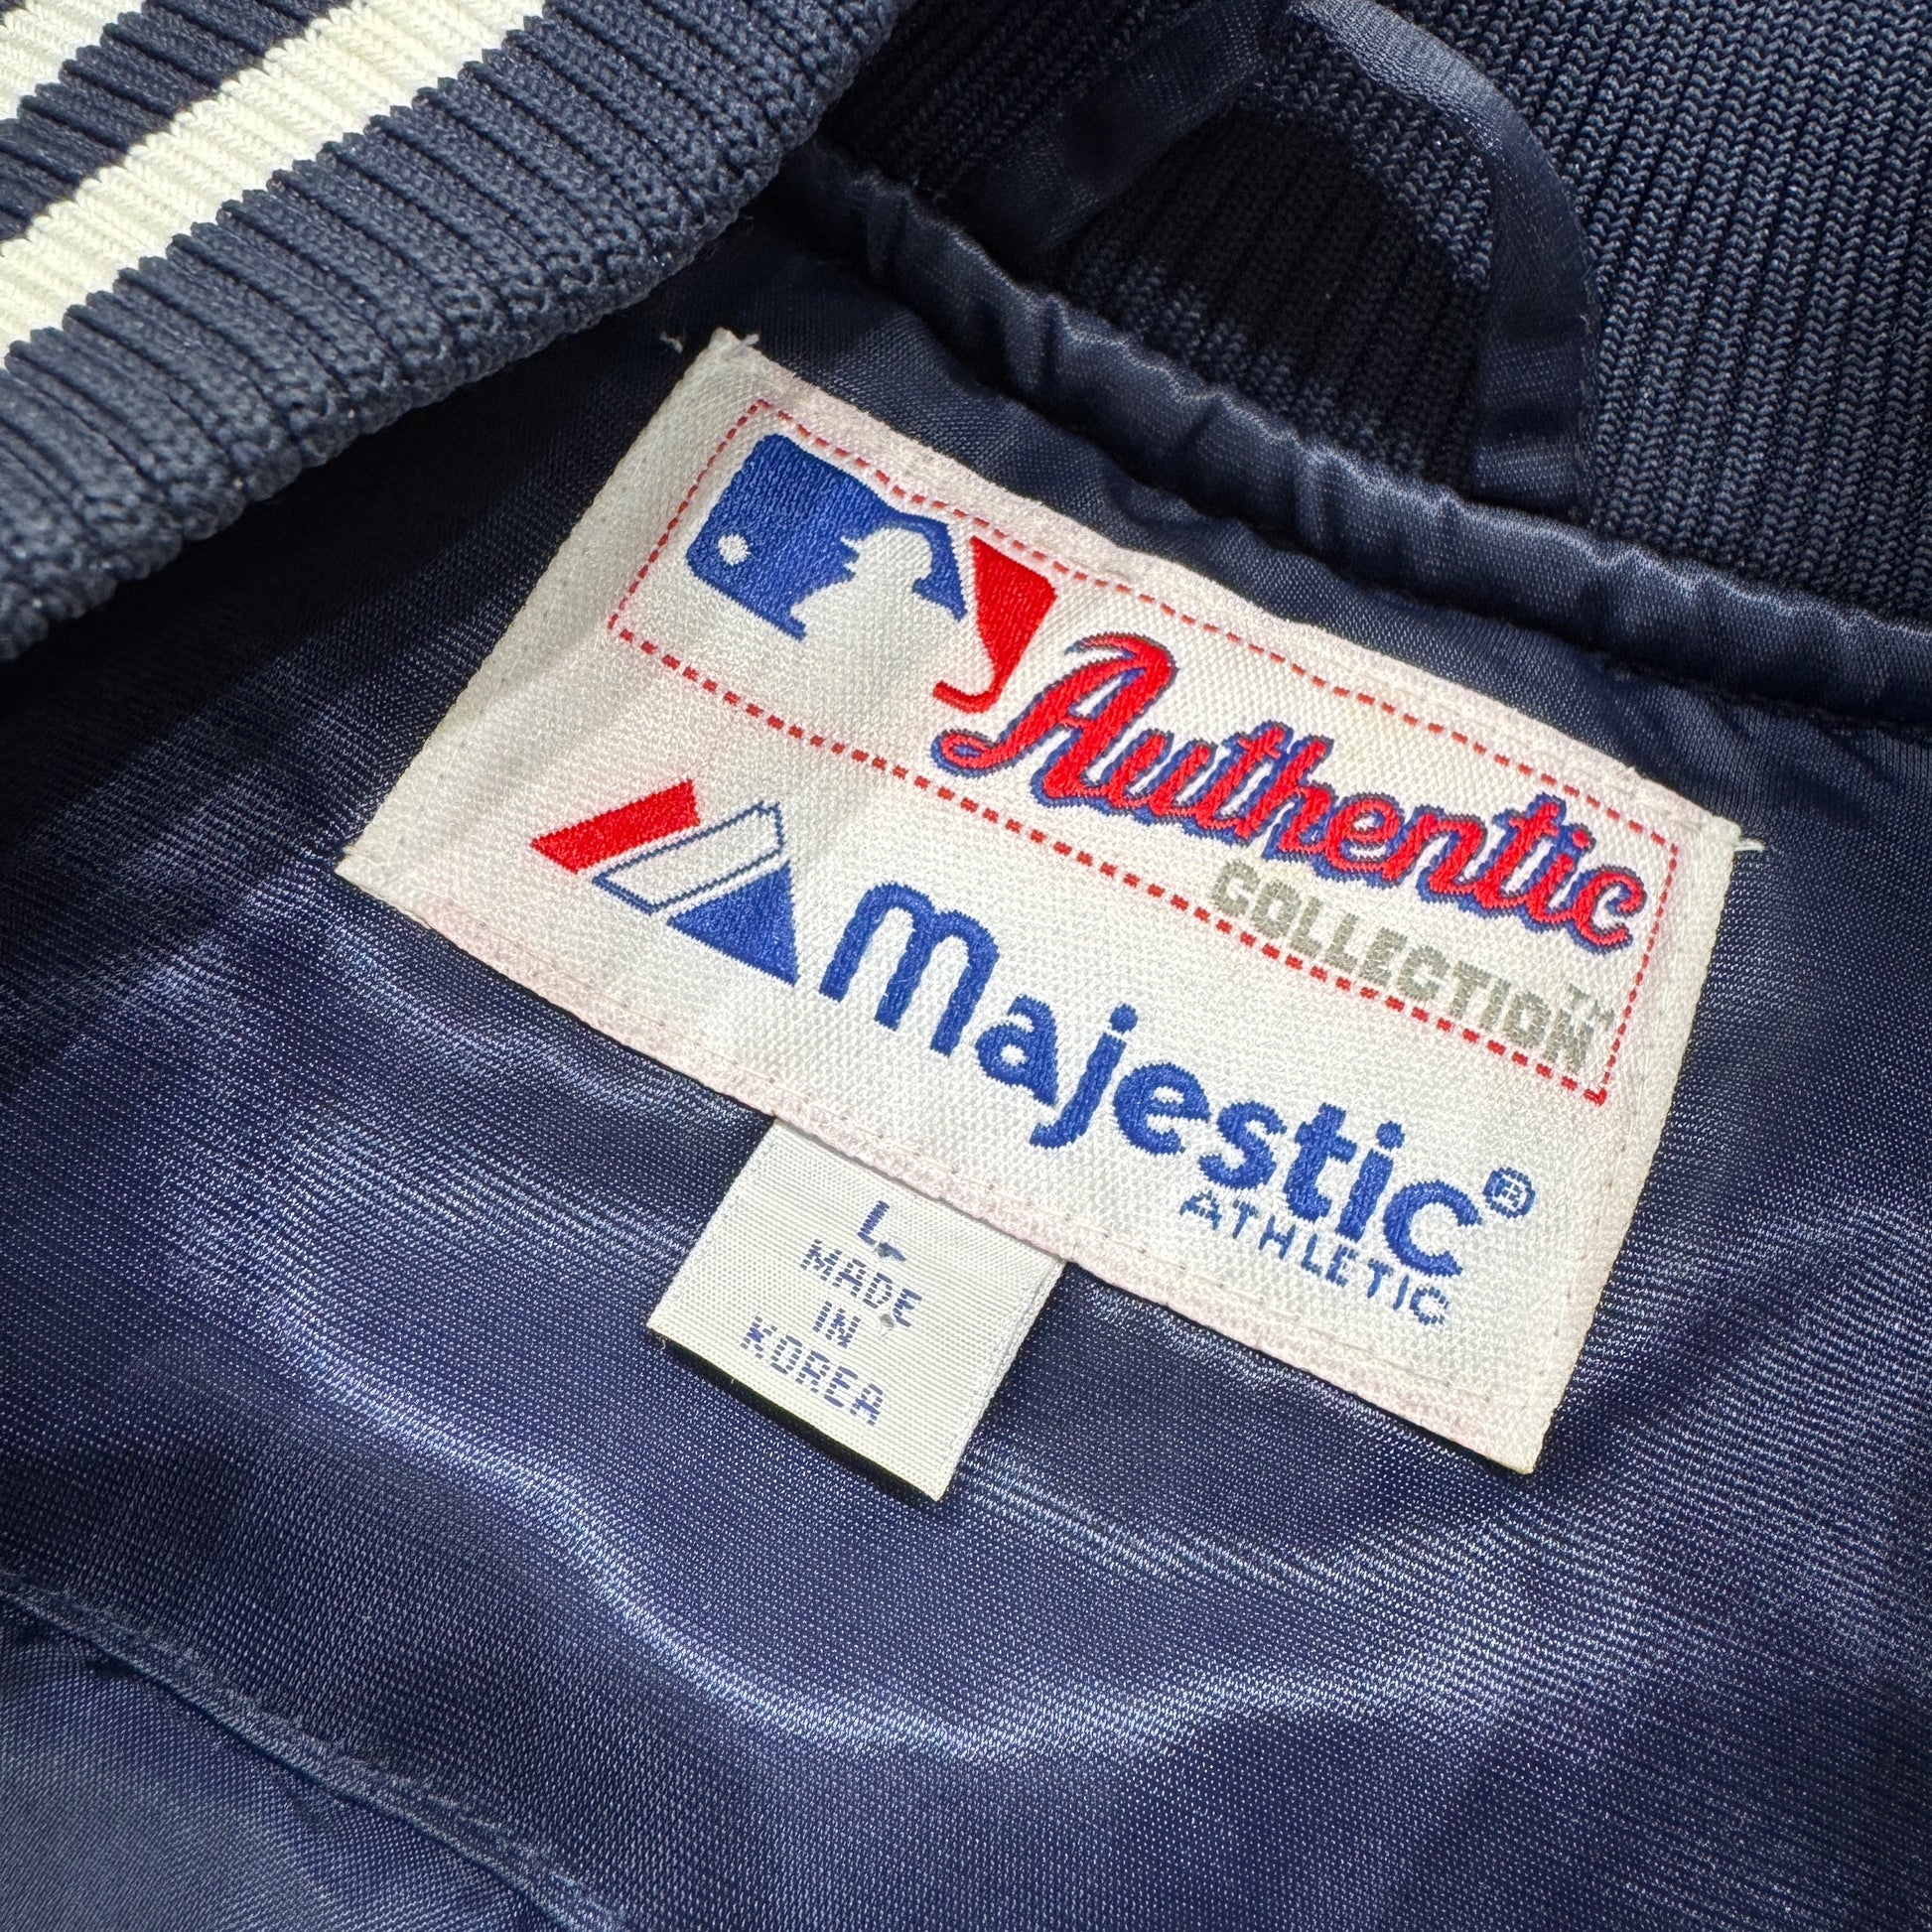 Authentic
COLLECTION™
Majestic®
ATHLETIC
L
MADE
IN
KOREA